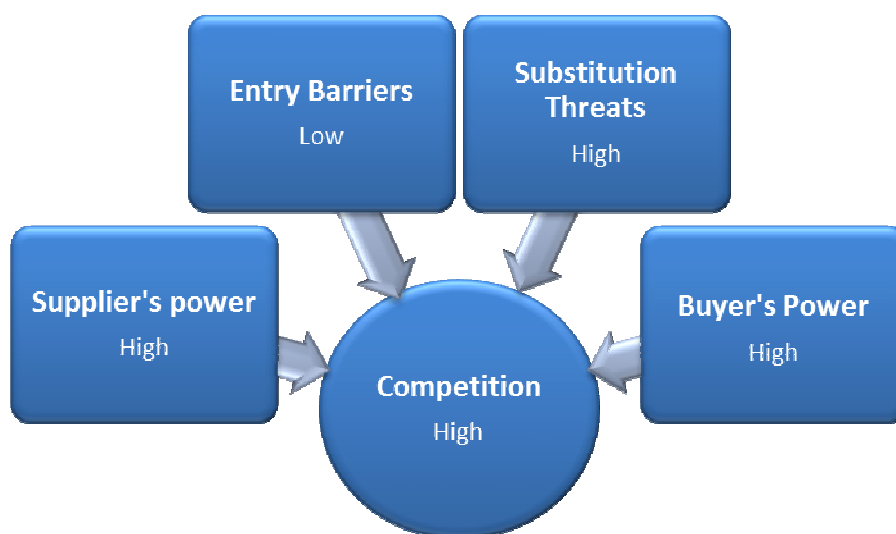 Entry Barriers
Low
Substitution
Threats
High
Supplier's power
High
Buyer's Power
High
Competition
High